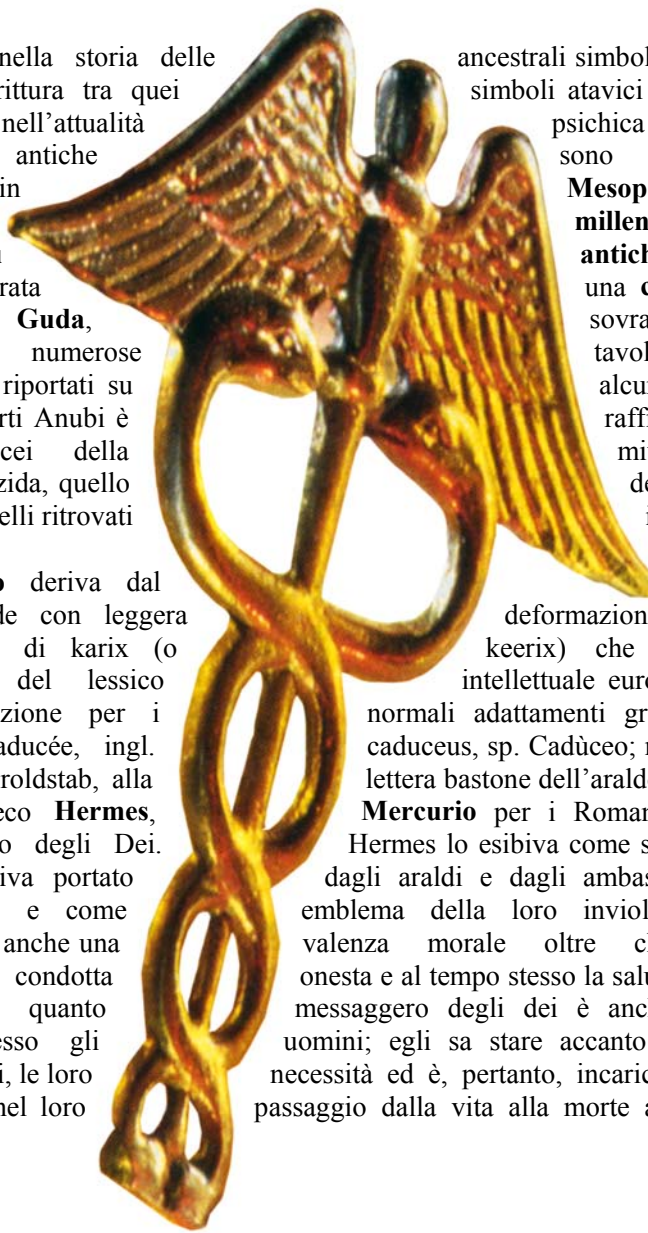 nella storia delle ancestrali simbol
rittura tra quei simboli atavici
nell’attualità psichica
antiche sono
in Mesop
millen
antich
rata una c
Guda, sovra
numerose tavol
riportati su alcu
rti Anubi è raffi
cei della mi
zida, quello de
elli ritrovati i
o deriva dal
de con leggera deformazion
di karix (o keerix) che
del lessico intellettuale euro
zione per i normali adattamenti gr
aducée, ingl. caduceus, sp. Cadùceo;
roldstab, alla lettera bastone dell’arald
eco Hermes, Mercurio per i Roman
o degli Dei. Hermes lo esibiva come s
iva portato dagli araldi e dagli ambas
e come emblema della loro inviol
anche una valenza morale oltre c
condotta onesta e al tempo stesso la salu
quanto messaggero degli dei è anc
esso gli uomini; egli sa stare accanto
i, le loro necessità ed è, pertanto, incaric
nel loro passaggio dalla vita alla morte a